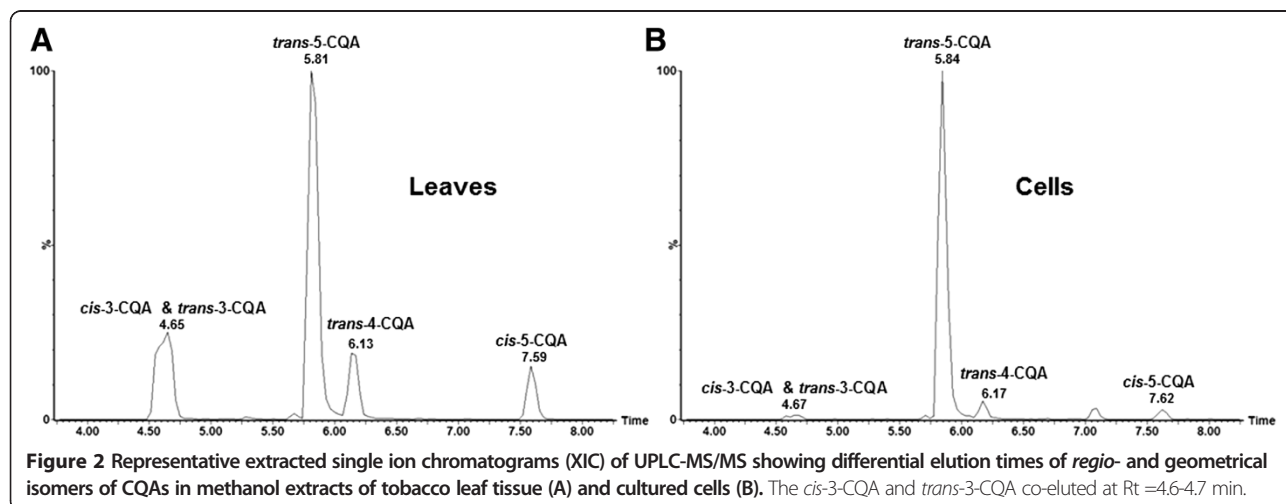 A
trans-5-CQA
5.81
100
Leaves
%
cis-3-CQA & trans-3-CQA
4.65
trans-4-CQA
6.13
cis-5-CQA
7.59
0
Time
4.00 4.50 5.00 5.50 6.00 6.50 7.00 7.50 8.00
B
trans-5-CQA
5.84
100
Cells
%
cis-3-CQA & trans-3-CQA
4.67
trans-4-CQA
6.17
cis-5-CQA
7.62
0
Time
4.00 4.50 5.00 5.50 6.00 6.50 7.00 7.50 8.00
Figure 2 Representative extracted single ion chromatograms (XIC) of UPLC-MS/MS showing differential elution times of regio- and geometrical
isomers of CQAs in methanol extracts of tobacco leaf tissue (A) and cultured cells (B). The cis-3-CQA and trans-3-CQA co-eluted at Rt =4.6-4.7 min.